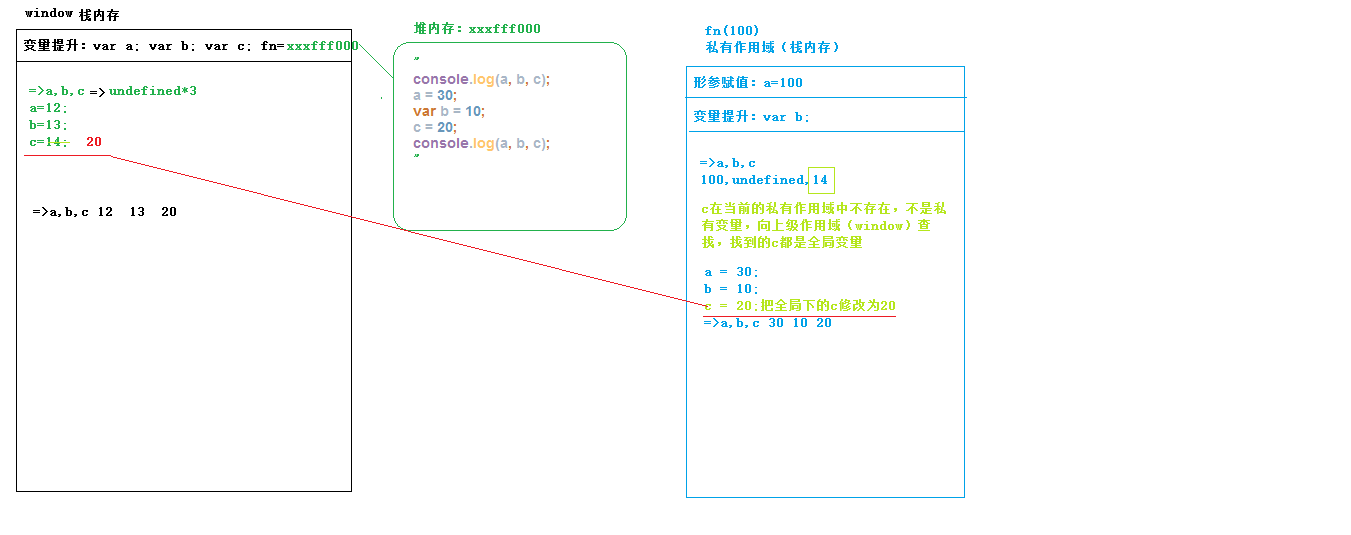 window 栈内存
变量提升：var a; var b; var c; fn=xxxfff000
=>a,b,c =>undefined*3
a=12;
b=13;
c=14; 20
=>a,b,c 12 13 20
堆内存：xxxfff000
"
console.log(a, b, c);
a = 30;
var b = 10;
c = 20;
console.log(a, b, c);
"
fn(100)
私有作用域（栈内存）
形参赋值：a=100
变量提升：var b;
=>a,b,c
100,undefined,14
c在当前的私有作用域中不存在，不是私
有变量，向上级作用域（window）查
找，找到的c都是全局变量
a = 30;
b = 10;
c = 20;把全局下的c修改为20
=>a,b,c 30 10 20